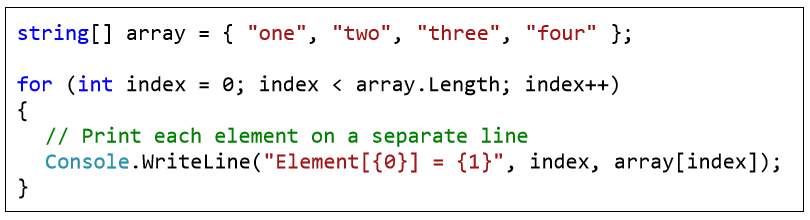 string[] array = { "one", "two", "three", "four" };
for (int index = 0; index < array.Length; index++)
{
// Print each element on a separate line
Console.WriteLine("Element[{0}] = {1}", index, array[index]);
}